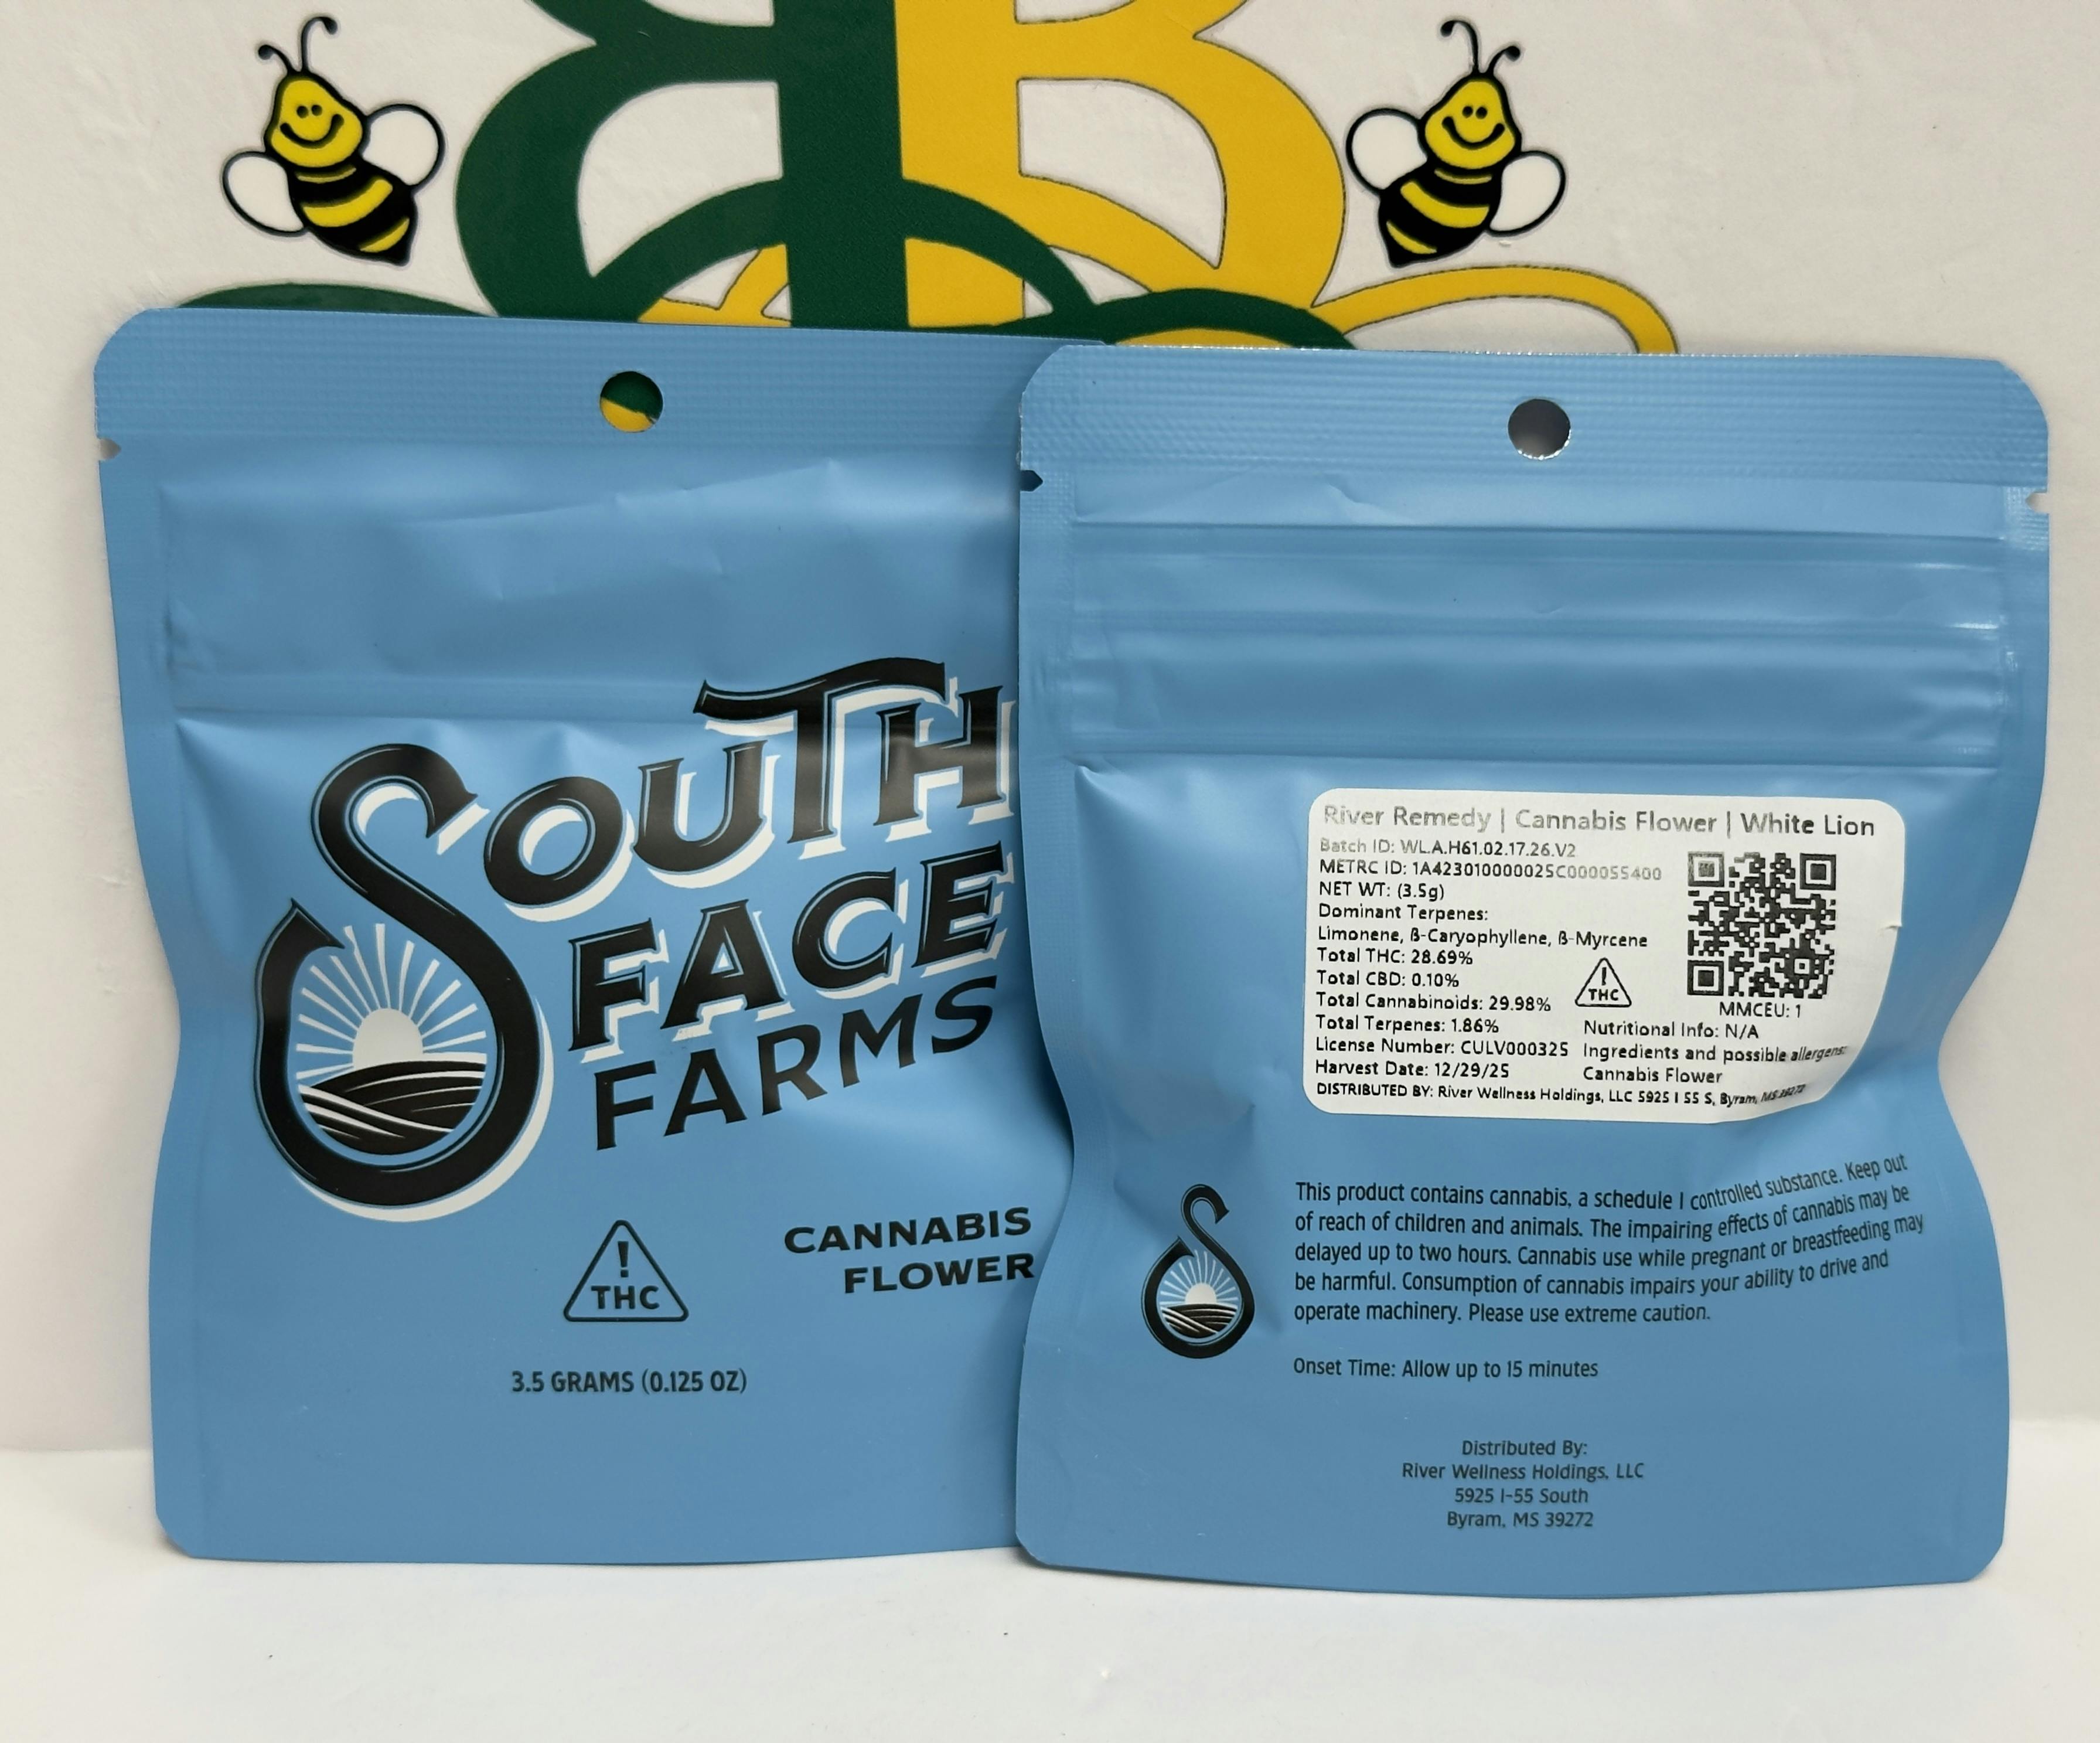 SOUTH
FACE
FARMS
! THC
CANNABIS
FLOWER
3.5 GRAMS (0.125 OZ)
River Remedy | Cannabis Flower | White Lion
Batch ID: WL.A.H61.02.17.26.V2
METRC ID: 1A423010000025C000055400
NET WT: (3.5g)
Dominant Terpenes:
Limonene, ß-Caryophyllene, ß-Myrcene
Total THC: 28.69%
Total CBD: 0.10%
Total Cannabinoids: 29.98%
Total Terpenes: 1.86%
License Number: CULV000325
Harvest Date: 12/29/25
! THC
MMCEU: 1
Nutritional Info: N/A
Ingredients and possible allergens:
Cannabis Flower
DISTRIBUTED BY: River Wellness Holdings, LLC 5925 I 55 S, Byram, MS 39272
This product contains cannabis, a schedule I controlled substance. Keep out
of reach of children and animals. The impairing effects of cannabis may be
delayed up to two hours. Cannabis use while pregnant or breastfeeding may
be harmful. Consumption of cannabis impairs your ability to drive and
operate machinery. Please use extreme caution.
Onset Time: Allow up to 15 minutes
Distributed By:
River Wellness Holdings, LLC
5925 I-55 South
Byram, MS 39272